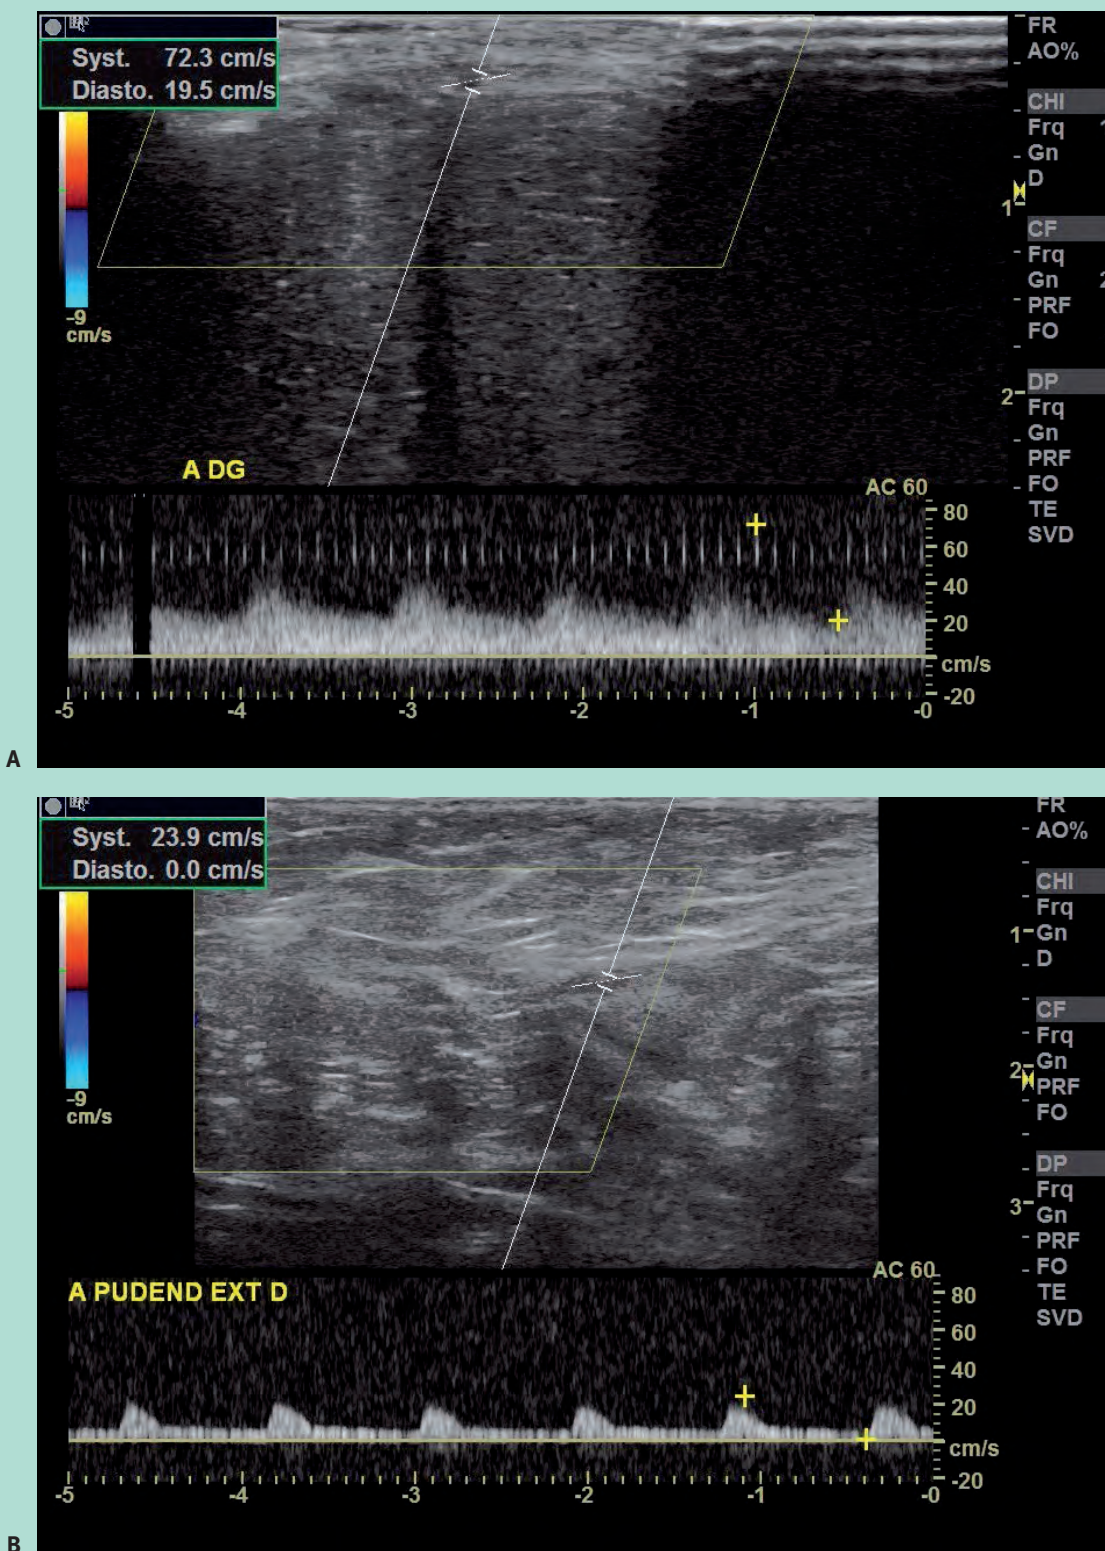 Syst. 72.3 cm/s
Diasto. 19.5 cm/s
-9
cm/s
FR
AO%
CHI
Frq
Gn
D
1
CF
Frq
Gn 2
PRF
FO
2
DP
Frq
Gn
PRF
FO
TE
SVD
A DG
AC 60
80
60
40
20
cm/s
-20
-5 -4 -3 -2 -1 -0
A
Syst. 23.9 cm/s
Diasto. 0.0 cm/s
-9
cm/s
FR
AO%
CHI
Frq
1 Gn
D
CF
Frq
Gn
2 PRF
FO
DP
Frq
3 Gn
PRF
FO
TE
SVD
A PUDEND EXT D
AC 60
80
60
40
20
cm/s
-20
-5 -4 -3 -2 -1 -0
B